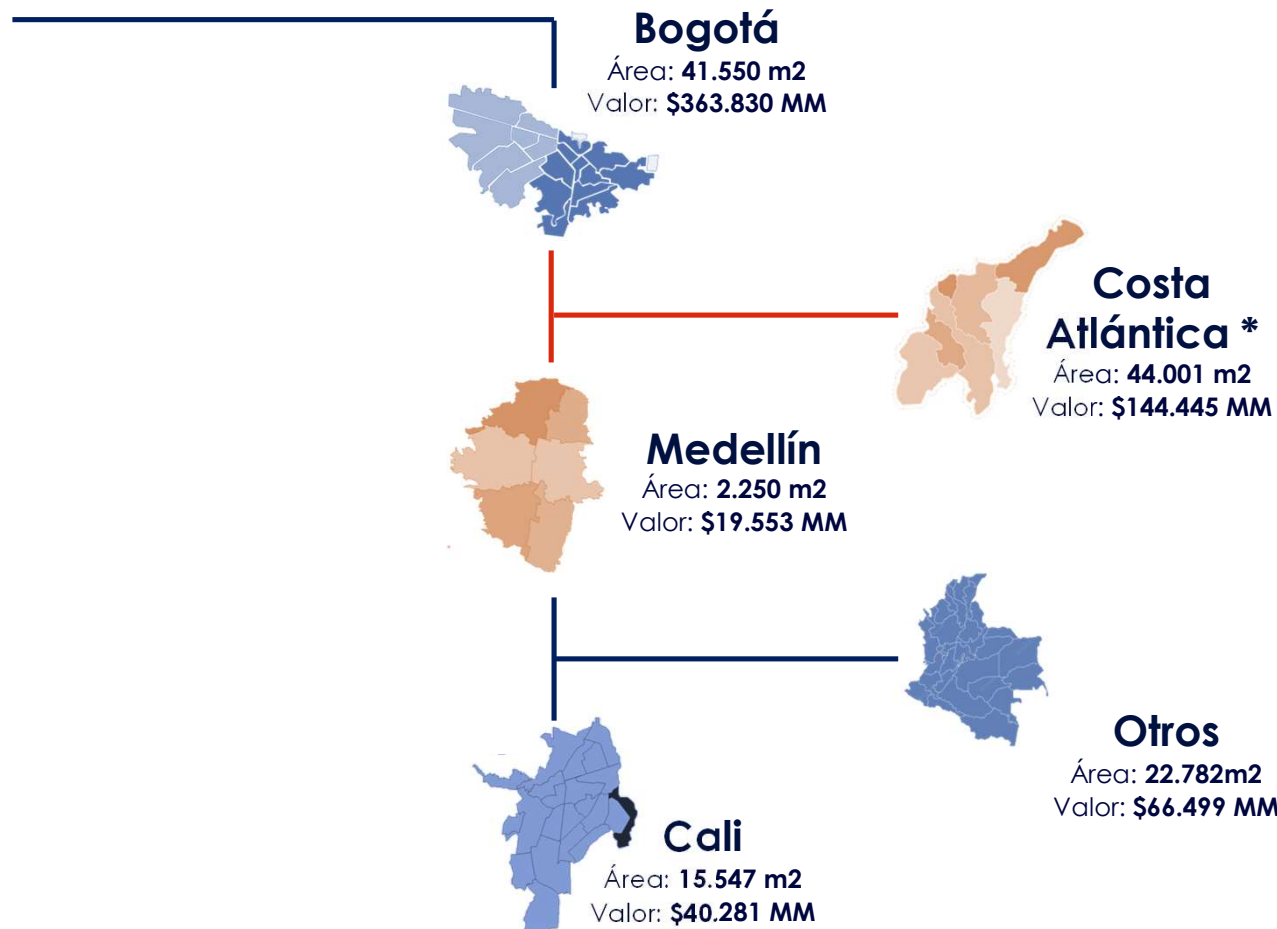 Bogotá
Área: 41.550 m2
Valor: $363.830 MM
Costa
Atlántica *
Área: 44.001 m2
Valor: $144.445 MM
Medellín
Área: 2.250 m2
Valor: $19.553 MM
Otros
Área: 22.782m2
Valor: $66.499 MM
Cali
Área: 15.547 m2
Valor: $40.281 MM